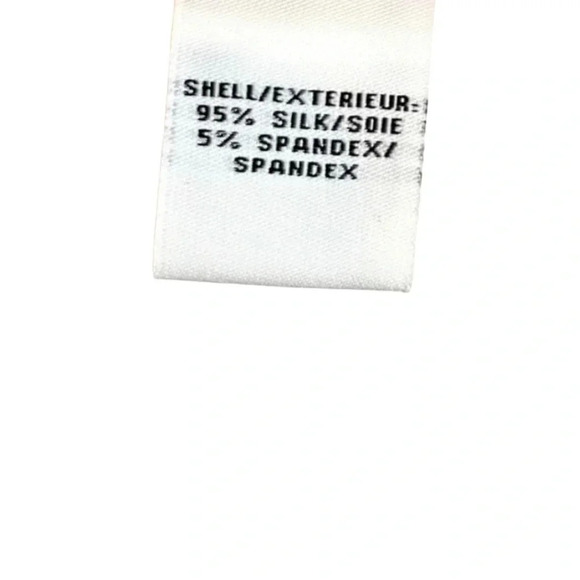 SHELL/EXTERIEUR:
95% SILK/SOIE
5% SPANDEX/
SPANDEX